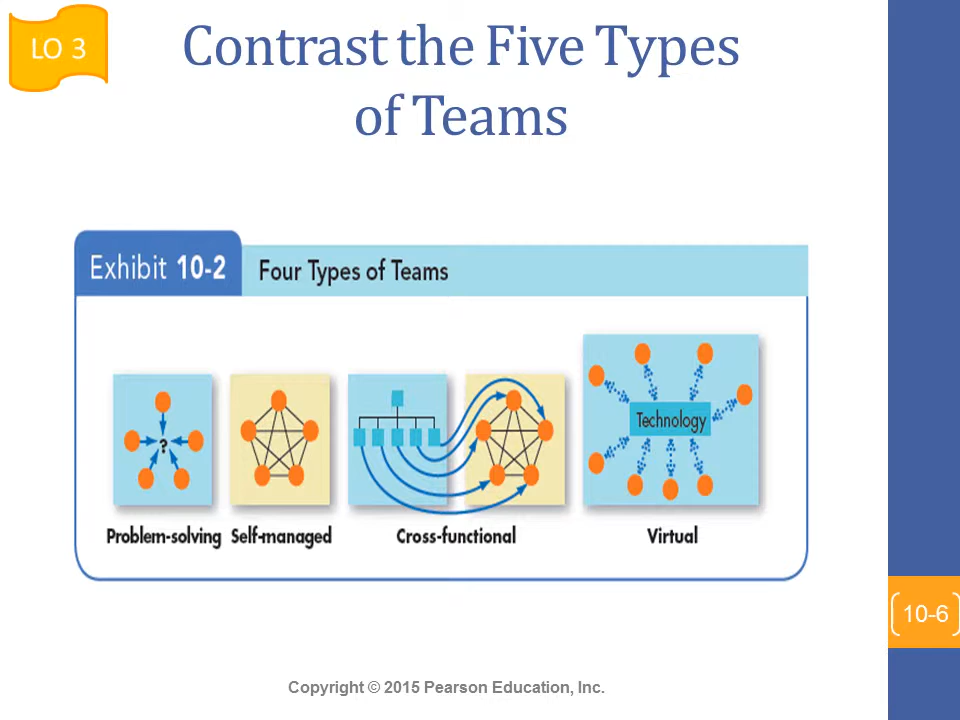 LO 3
Contrast the Five Types
of Teams
Exhibit 10-2
Four Types of Teams
?
Technology
Problem-solving
Self-managed
Cross-functional
Virtual
10-6
Copyright © 2015 Pearson Education, Inc.